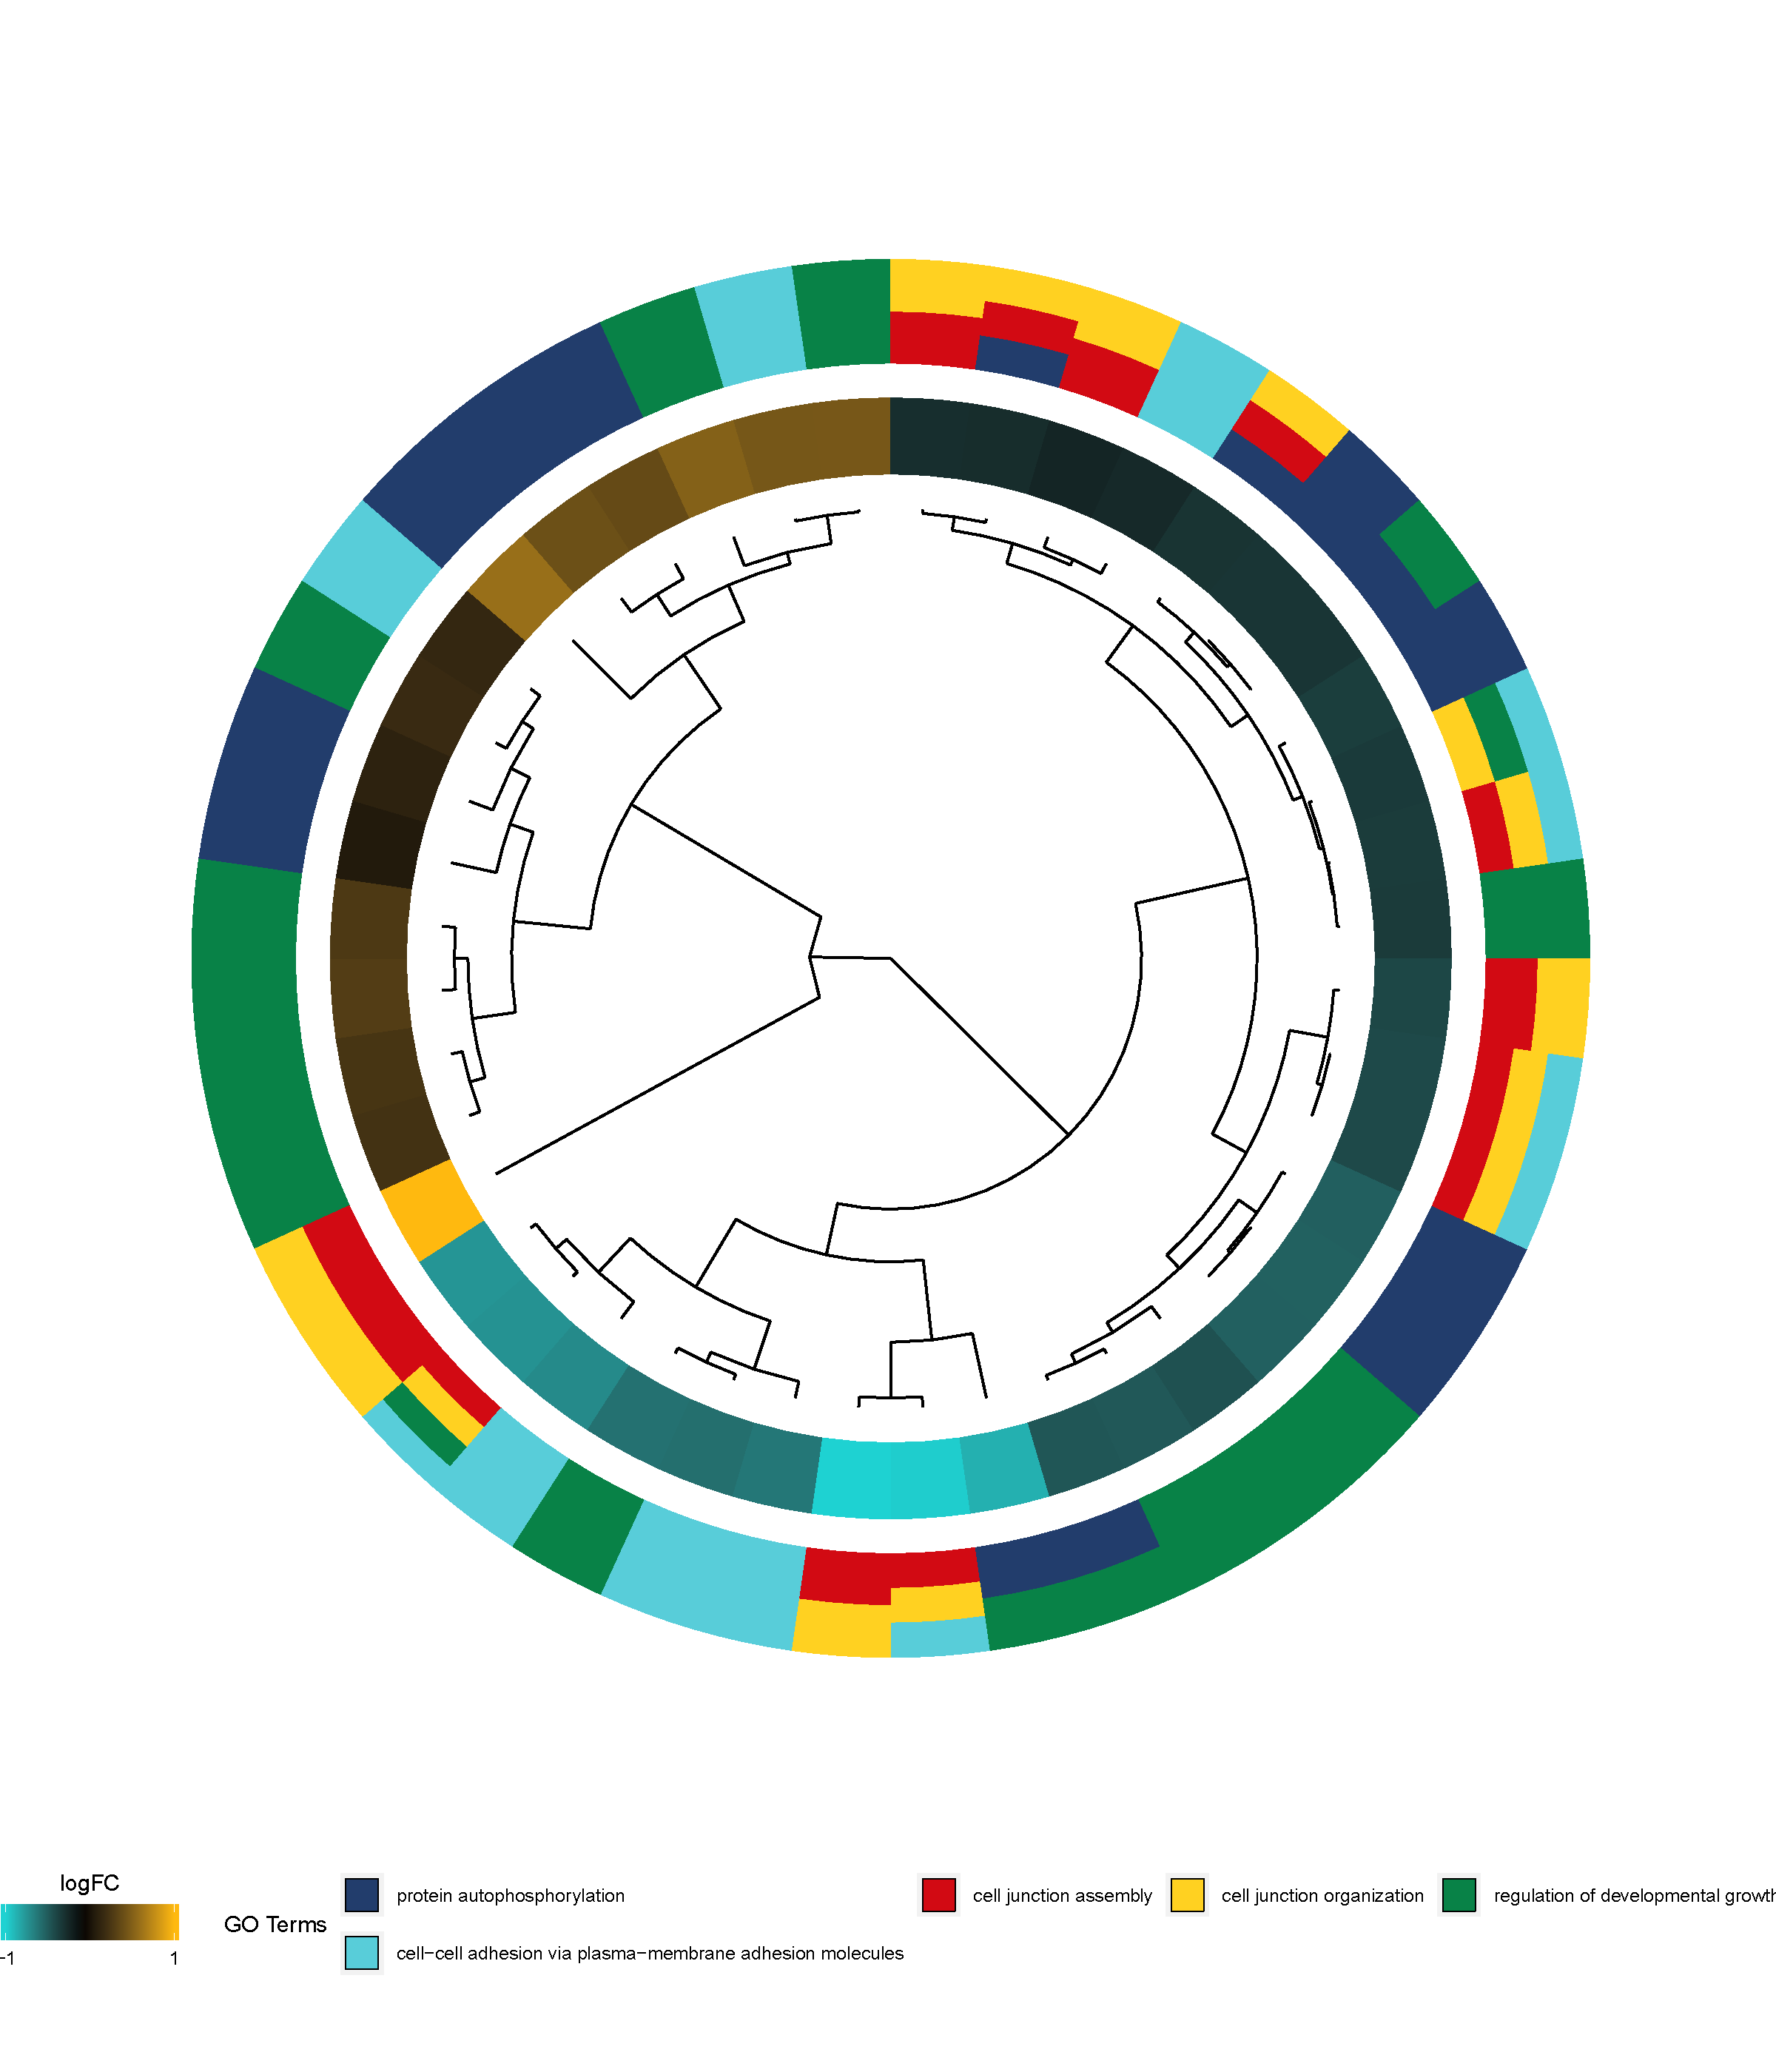 logFC
-1 1
GO Terms
protein autophosphorylation
cell junction assembly
cell junction organization
regulation of developmental growth
cell-cell adhesion via plasma-membrane adhesion molecules